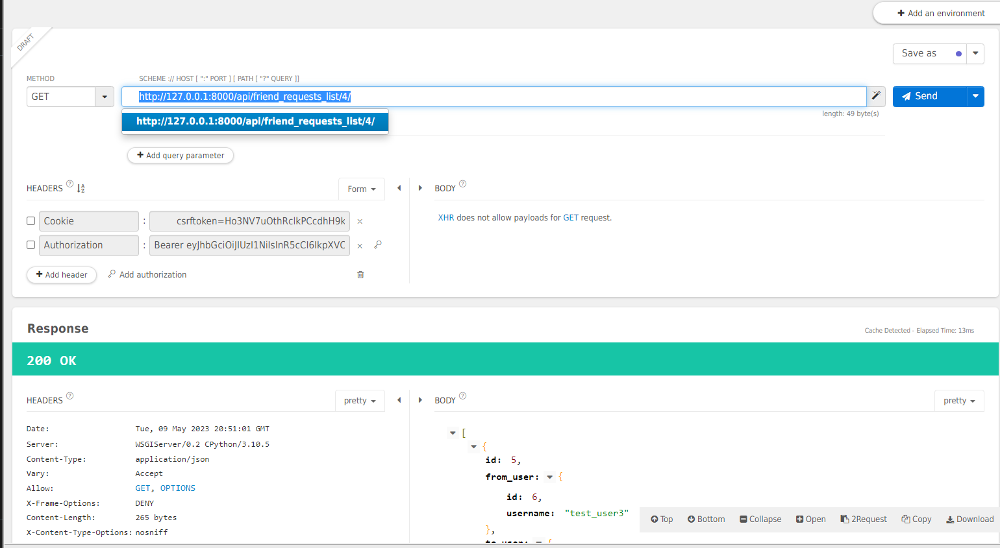 Add an environment
DRAFT
Save as
METHOD
SCHEME :// HOST [ ":" PORT ] [ PATH [ "?" QUERY ]]
GET
http://127.0.0.1:8000/api/friend_requests_list/4/
Send
length: 49 byte(s)
http://127.0.0.1:8000/api/friend_requests_list/4/
Add query parameter
HEADERS ? Form
Cookie : csrftoken=Ho3NV7uOthRclkPCcdhH9k
Authorization : Bearer eyJhbGciOiJIUzI1NiIsInR5cCI6IkpXVC
Add header Add authorization
BODY ?
XHR does not allow payloads for GET request.
Response
Cache Detected - Elapsed Time: 13ms
200 OK
HEADERS ? pretty
Date: Tue, 09 May 2023 20:51:01 GMT
Server: WSGIServer/0.2 CPython/3.10.5
Content-Type: application/json
Vary: Accept
Allow: GET, OPTIONS
X-Frame-Options: DENY
Content-Length: 265 bytes
X-Content-Type-Options: nosniff
BODY ? pretty
[
{
id: 5,
from_user: {
id: 6,
username: "test_user3"
},
to_user: {
Top Bottom Collapse Open 2Request Copy Download